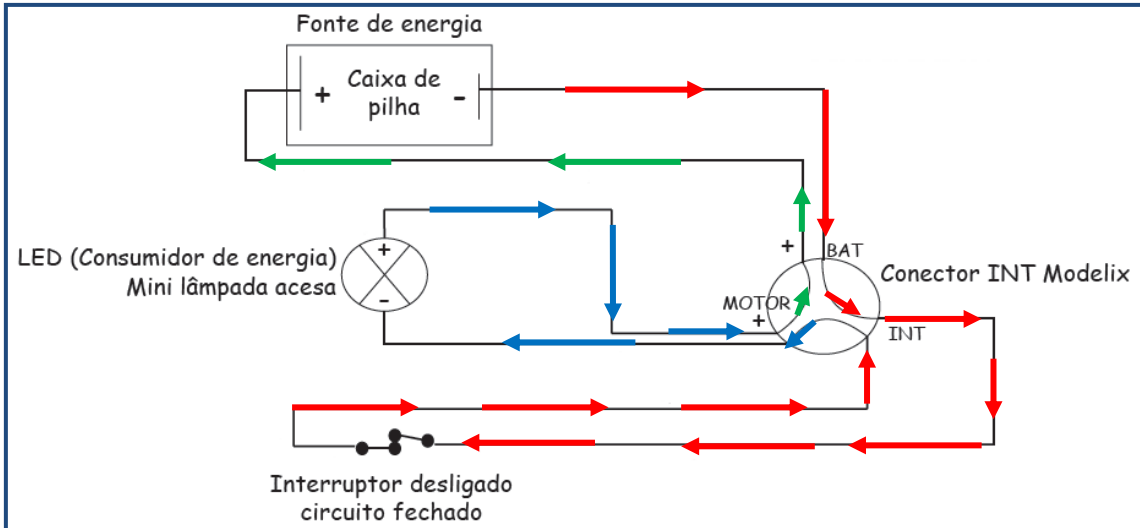 Fonte de energia
+ Caixa de pilha -
LED (Consumidor de energia)
Mini lâmpada acesa
+
-
+ BAT
Conector INT Modelix
MOTOR
+
INT
Interruptor desligado
circuito fechado